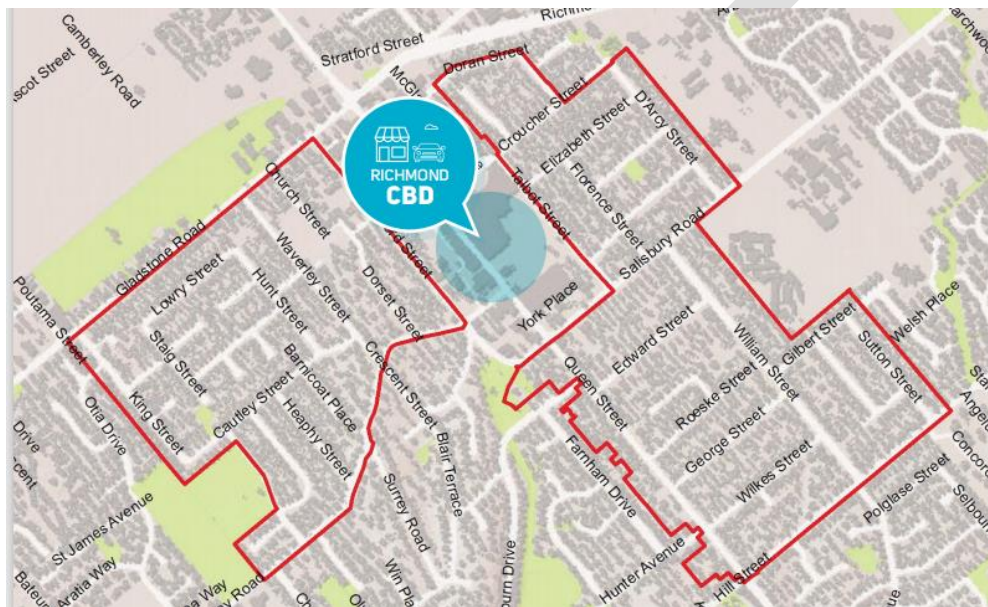 Camberley Road
Stratford Street
Doran Street
Croucher Street
Elizabeth Street
D'Arcy Street
Florence Street
Talbot Street
Salisbury Road
RICHMOND
CBD
Church Street
Gladstone Road
Waverley Street
Dorset Street
Lowry Street
Hunt Street
Poutama Street
Staig Street
King Street
Barnicoat Place
Crescent Street
Cautley Street
Heaphy Street
Otia Drive
Drive
Blair Terrace
Surrey Road
St James Avenue
Aratia Way
York Place
Queen Street
Edward Street
William Street
Gilbert Street
Welsh Place
Sutton Street
Roeske Street
George Street
Wilkes Street
Farnham Drive
Hunter Avenue
Hill Street
Polglase Street